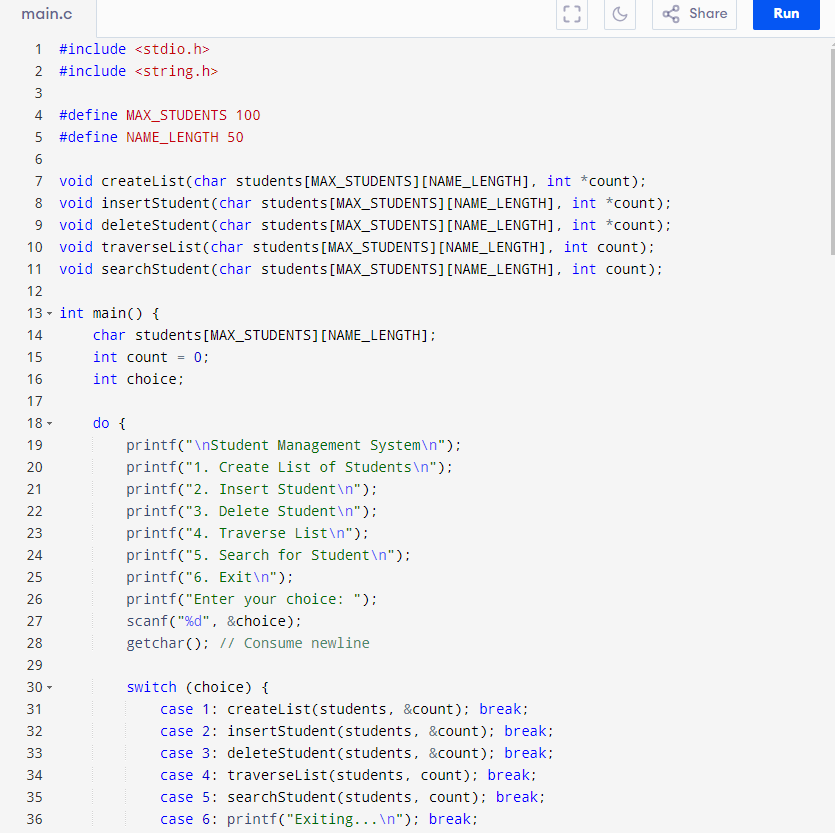 main.c
Share
Run
1 #include <stdio.h>
2 #include <string.h>
3
4 #define MAX_STUDENTS 100
5 #define NAME_LENGTH 50
6
7 void createList(char students[MAX_STUDENTS][NAME_LENGTH], int *count);
8 void insertStudent(char students[MAX_STUDENTS][NAME_LENGTH], int *count);
9 void deleteStudent(char students[MAX_STUDENTS][NAME_LENGTH], int *count);
10 void traverseList(char students[MAX_STUDENTS][NAME_LENGTH], int count);
11 void searchStudent(char students[MAX_STUDENTS][NAME_LENGTH], int count);
12
13 int main() {
14     char students[MAX_STUDENTS][NAME_LENGTH];
15     int count = 0;
16     int choice;
17
18     do {
19         printf("\nStudent Management System\n");
20         printf("1. Create List of Students\n");
21         printf("2. Insert Student\n");
22         printf("3. Delete Student\n");
23         printf("4. Traverse List\n");
24         printf("5. Search for Student\n");
25         printf("6. Exit\n");
26         printf("Enter your choice: ");
27         scanf("%d", &choice);
28         getchar(); // Consume newline
29
30         switch (choice) {
31             case 1: createList(students, &count); break;
32             case 2: insertStudent(students, &count); break;
33             case 3: deleteStudent(students, &count); break;
34             case 4: traverseList(students, count); break;
35             case 5: searchStudent(students, count); break;
36             case 6: printf("Exiting...\n"); break;